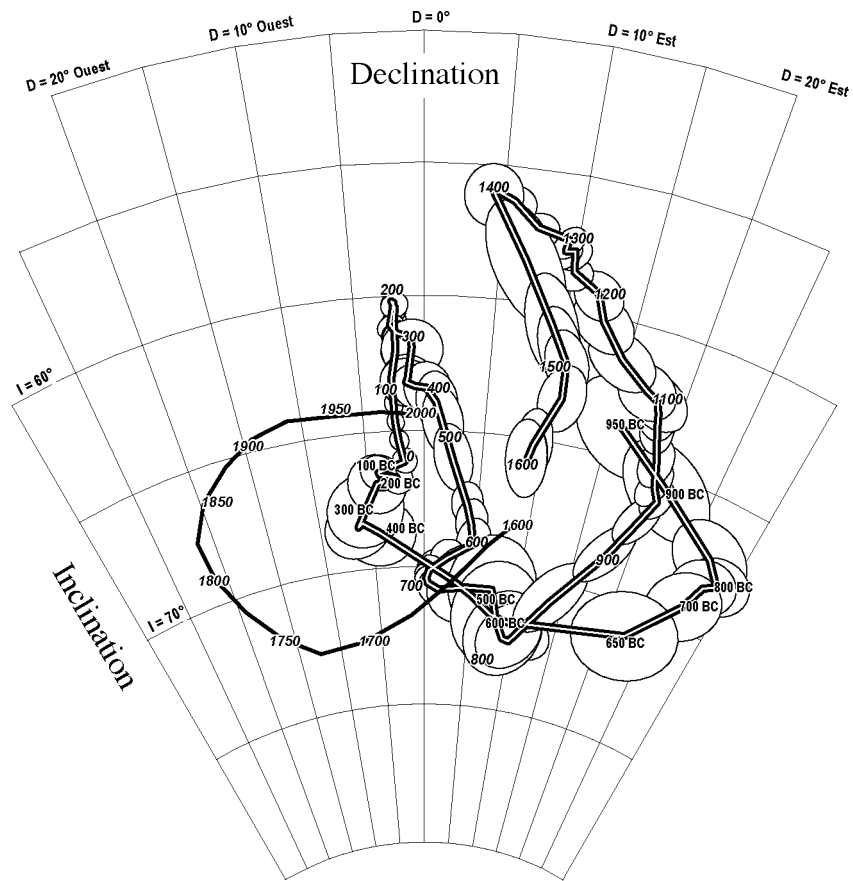 D = 0°
D = 10° Ouest
D = 10° Est
D = 20° Ouest
D = 20° Est
Declination
1400
1300
200
1200
300
1500
I = 60°
100
400
1100
1950
2000
950 BC
1900
500
0
100 BC
1600
200 BC
900 BC
1850
300 BC
400 BC
1600
600
900
Inclination
1800
700
800 BC
500 BC
700 BC
I = 70°
600 BC
1750
1700
650 BC
800